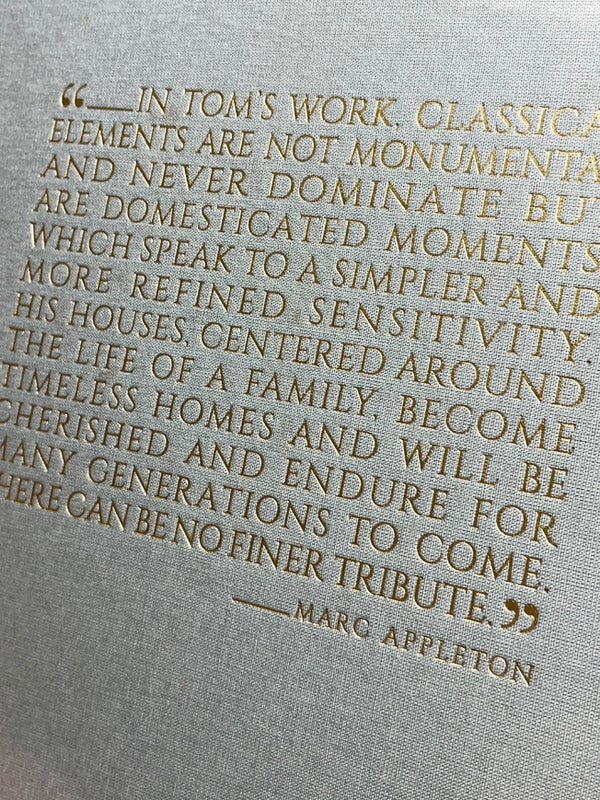 “—IN TOM'S WORK, CLASSICA
ELEMENTS ARE NOT MONUMENTA
AND NEVER DOMINATE BUT
ARE DOMESTICATED MOMENTS
WHICH SPEAK TO A SIMPLER AND
MORE REFINED SENSITIVITY.
HIS HOUSES, CENTERED AROUND
THE LIFE OF A FAMILY, BECOME
TIMELESS HOMES AND WILL BE
CHERISHED AND ENDURE FOR
MANY GENERATIONS TO COME.
HERE CAN BE NO FINER TRIBUTE.”
—MARC APPLETON